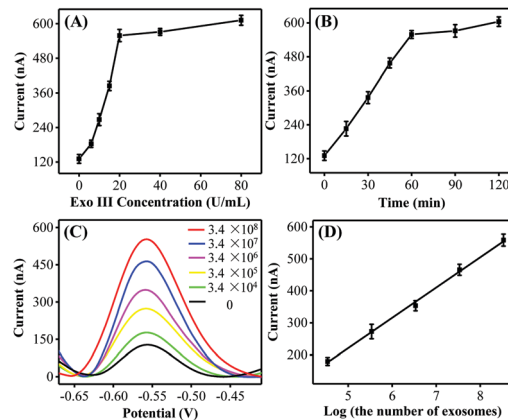 (A)
600
480
360
240
120
Current (nA)
0 20 40 60 80
Exo III Concentration (U/mL)
(B)
600
480
360
240
120
Current (nA)
0 30 60 90 120
Time (min)
(C)
600
450
300
150
0
Current (nA)
3.4 ×10⁸
3.4 ×10⁷
3.4 ×10⁶
3.4 ×10⁵
3.4 ×10⁴
0
-0.65 -0.60 -0.55 -0.50 -0.45
Potential (V)
(D)
600
400
300
200
Current (nA)
5 6 7 8
Log (the number of exosomes)